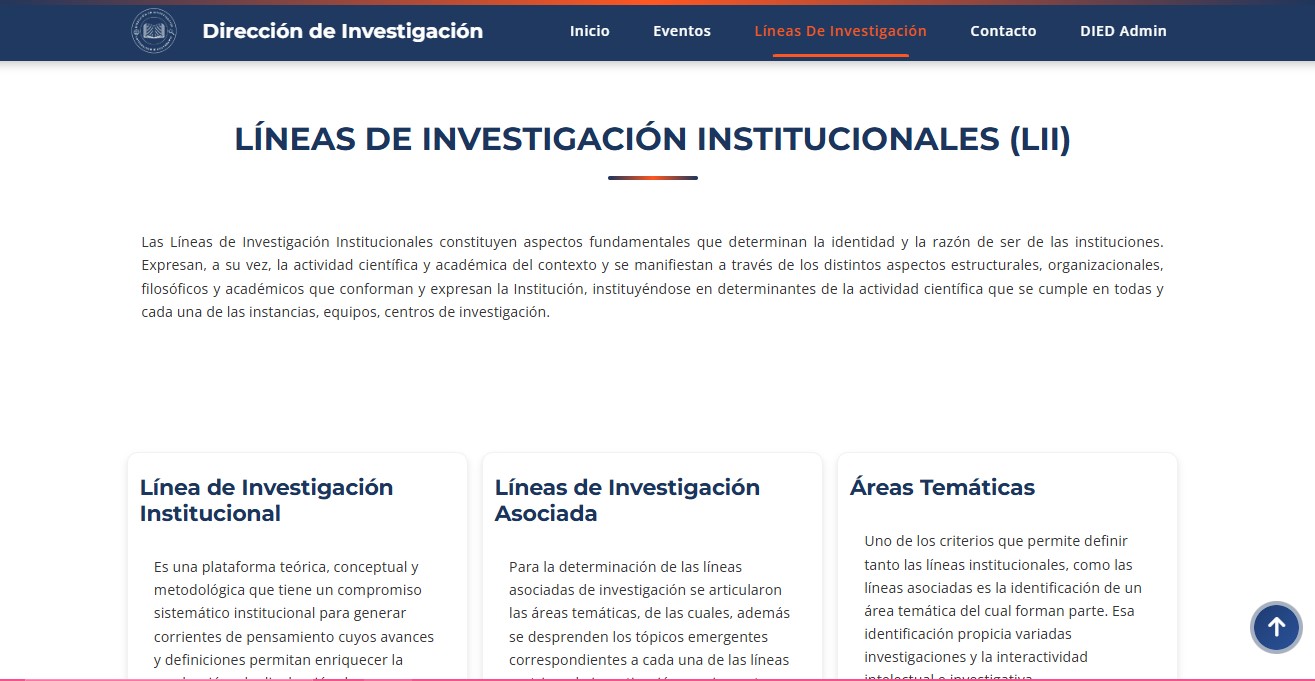 Dirección de Investigación
Inicio
Eventos
Líneas De Investigación
Contacto
DIED Admin
LÍNEAS DE INVESTIGACIÓN INSTITUCIONALES (LII)
Las Líneas de Investigación Institucionales constituyen aspectos fundamentales que determinan la identidad y la razón de ser de las instituciones.
Expresan, a su vez, la actividad científica y académica del contexto y se manifiestan a través de los distintos aspectos estructurales, organizacionales,
filosóficos y académicos que conforman y expresan la Institución, instituyéndose en determinantes de la actividad científica que se cumple en todas y
cada una de las instancias, equipos, centros de investigación.
Línea de Investigación
Institucional
Es una plataforma teórica, conceptual y
metodológica que tiene un compromiso
sistemático institucional para generar
corrientes de pensamiento cuyos avances
y definiciones permitan enriquecer la
Líneas de Investigación
Asociada
Para la determinación de las líneas
asociadas de investigación se articularon
las áreas temáticas, de las cuales, además
se desprenden los tópicos emergentes
correspondientes a cada una de las líneas
Áreas Temáticas
Uno de los criterios que permite definir
tanto las líneas institucionales, como las
líneas asociadas es la identificación de un
área temática del cual forman parte. Esa
identificación propicia variadas
investigaciones y la interactividad
intelectual e investigativa